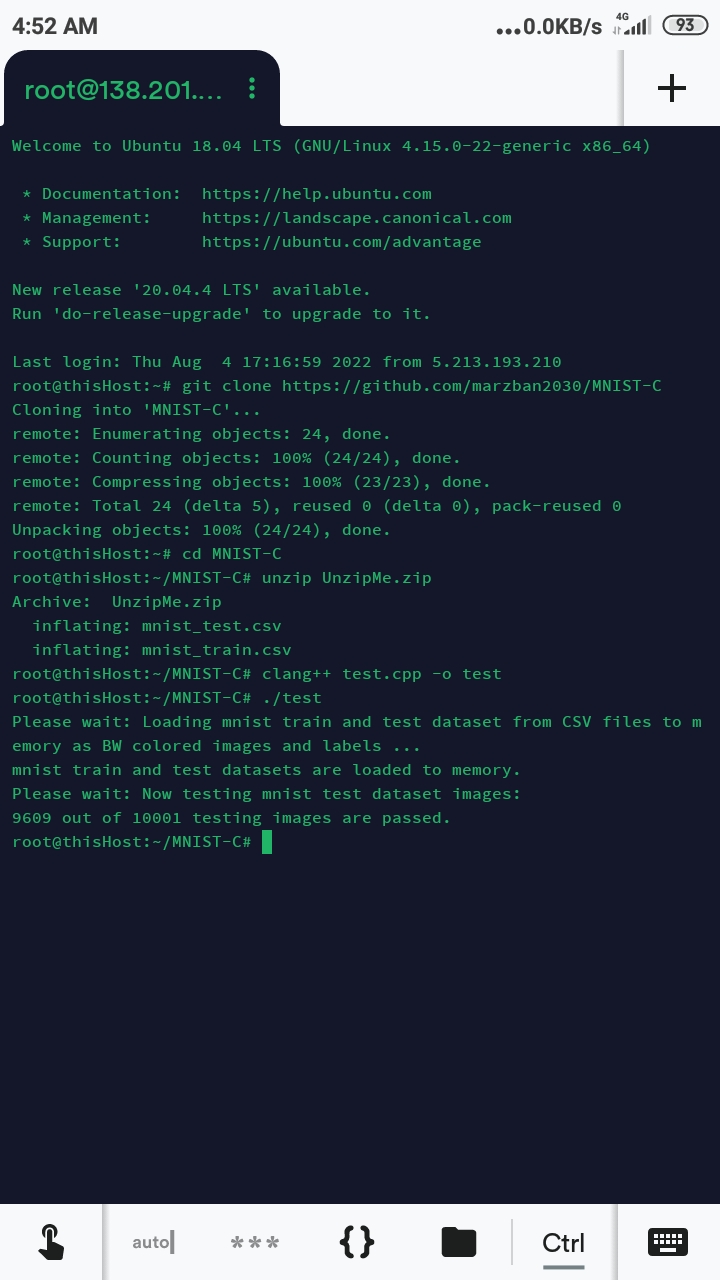 4:52 AM
...0.0KB/s 4G 93
root@138.201....
Welcome to Ubuntu 18.04 LTS (GNU/Linux 4.15.0-22-generic x86_64)
* Documentation:  https://help.ubuntu.com
* Management:     https://landscape.canonical.com
* Support:        https://ubuntu.com/advantage
New release '20.04.4 LTS' available.
Run 'do-release-upgrade' to upgrade to it.
Last login: Thu Aug  4 17:16:59 2022 from 5.213.193.210
root@thisHost:~# git clone https://github.com/marzban2030/MNIST-C
Cloning into 'MNIST-C'...
remote: Enumerating objects: 24, done.
remote: Counting objects: 100% (24/24), done.
remote: Compressing objects: 100% (23/23), done.
remote: Total 24 (delta 5), reused 0 (delta 0), pack-reused 0
Unpacking objects: 100% (24/24), done.
root@thisHost:~# cd MNIST-C
root@thisHost:~/MNIST-C# unzip UnzipMe.zip
Archive:  UnzipMe.zip
  inflating: mnist_test.csv
  inflating: mnist_train.csv
root@thisHost:~/MNIST-C# clang++ test.cpp -o test
root@thisHost:~/MNIST-C# ./test
Please wait: Loading mnist train and test dataset from CSV files to m
emory as BW colored images and labels ...
mnist train and test datasets are loaded to memory.
Please wait: Now testing mnist test dataset images:
9609 out of 10001 testing images are passed.
root@thisHost:~/MNIST-C#
auto *** {} Ctrl